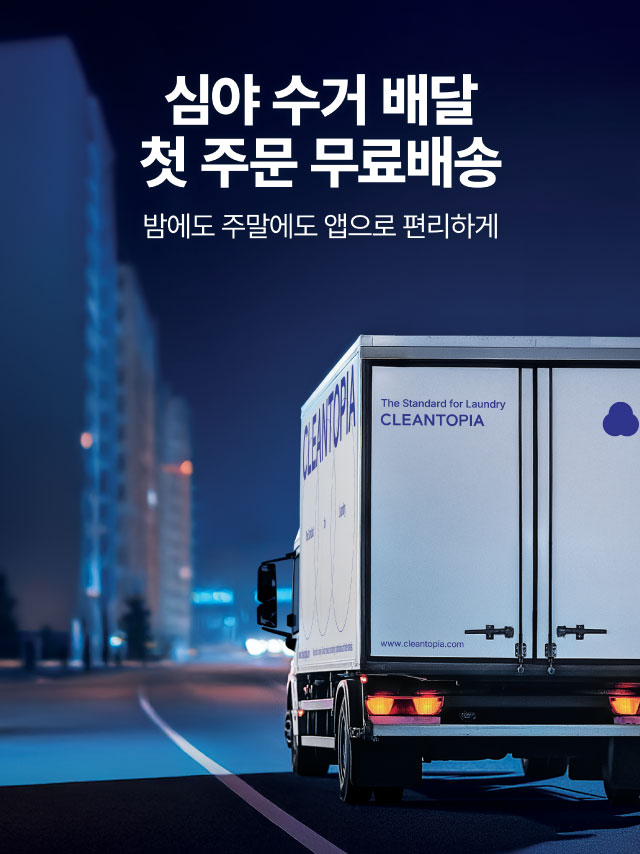 심야 수거 배달
첫 주문 무료배송
밤에도 주말에도 앱으로 편리하게
CLEANTOPIA
The Standard for Laundry
CLEANTOPIA
www.cleantopia.com